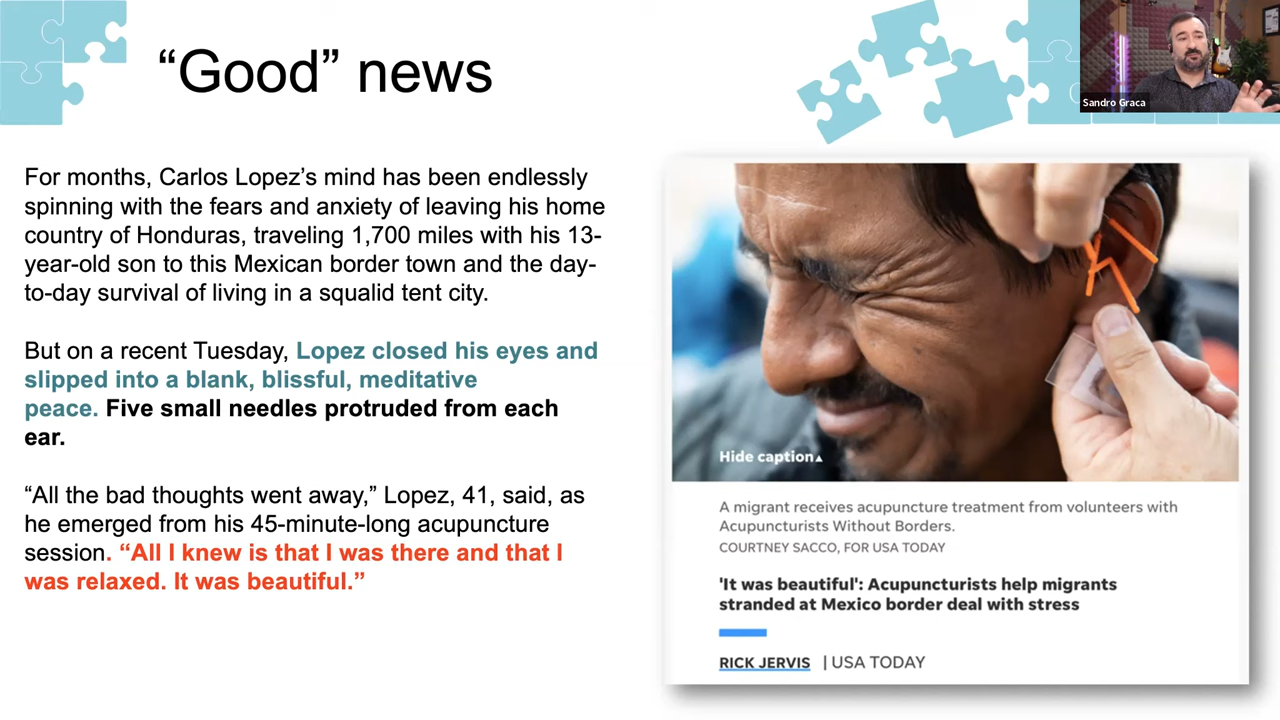 “Good” news
Sandro Graca
For months, Carlos Lopez’s mind has been endlessly
spinning with the fears and anxiety of leaving his home
country of Honduras, traveling 1,700 miles with his 13-
year-old son to this Mexican border town and the day-
to-day survival of living in a squalid tent city.
But on a recent Tuesday, Lopez closed his eyes and
slipped into a blank, blissful, meditative
peace. Five small needles protruded from each
ear.
“All the bad thoughts went away,” Lopez, 41, said, as
he emerged from his 45-minute-long acupuncture
session. “All I knew is that I was there and that I
was relaxed. It was beautiful.”
Hide caption▴
A migrant receives acupuncture treatment from volunteers with
Acupuncturists Without Borders.
COURTNEY SACCO, FOR USA TODAY
'It was beautiful': Acupuncturists help migrants
stranded at Mexico border deal with stress
RICK JERVIS | USA TODAY